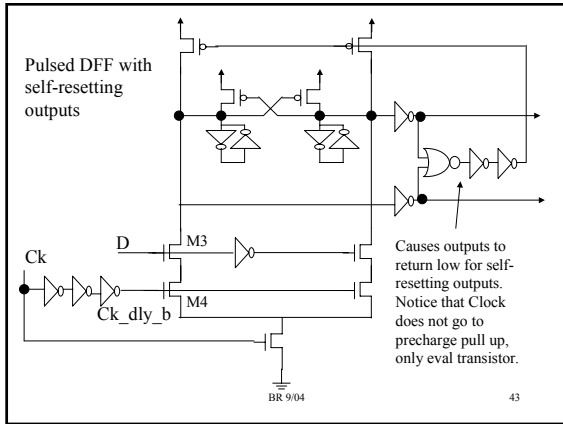 Pulsed DFF with
self-resetting
outputs
D
M3
Ck
Ck_dly_b
M4
Causes outputs to
return low for self-
resetting outputs.
Notice that Clock
does not go to
precharge pull up,
only eval transistor.
BR 9/04
43